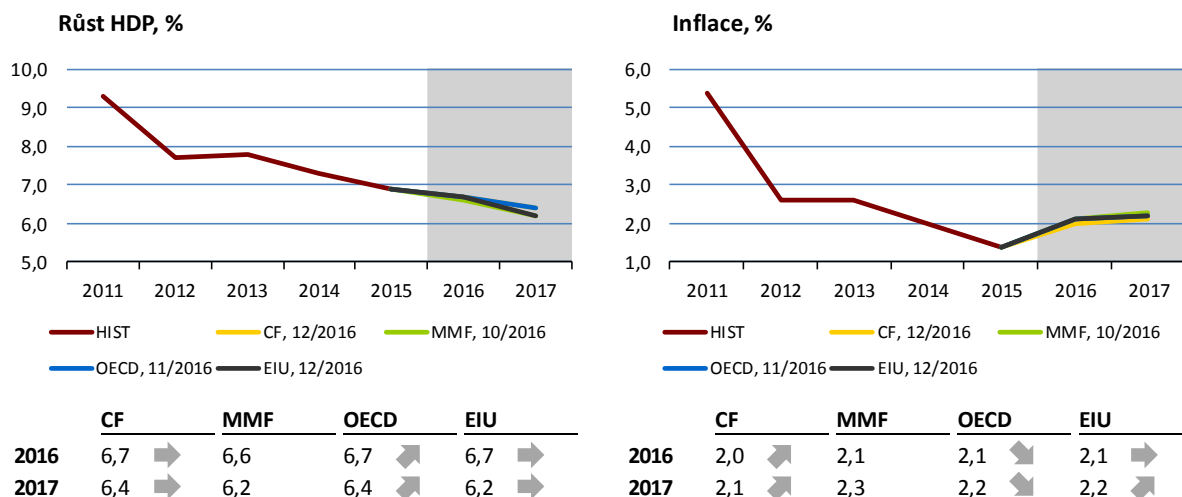 Růst HDP, %
10,0
9,0
8,0
7,0
6,0
5,0
2011 2012 2013 2014 2015 2016 2017
HIST CF, 12/2016 MMF, 10/2016
OECD, 11/2016 EIU, 12/2016
CF MMF OECD EIU
2016 6,7 6,6 6,7 6,7
2017 6,4 6,2 6,4 6,2
Inflace, %
6,0
5,0
4,0
3,0
2,0
1,0
2011 2012 2013 2014 2015 2016 2017
HIST CF, 12/2016 MMF, 10/2016
OECD, 11/2016 EIU, 12/2016
CF MMF OECD EIU
2016 2,0 2,1 2,1 2,1
2017 2,1 2,3 2,2 2,2